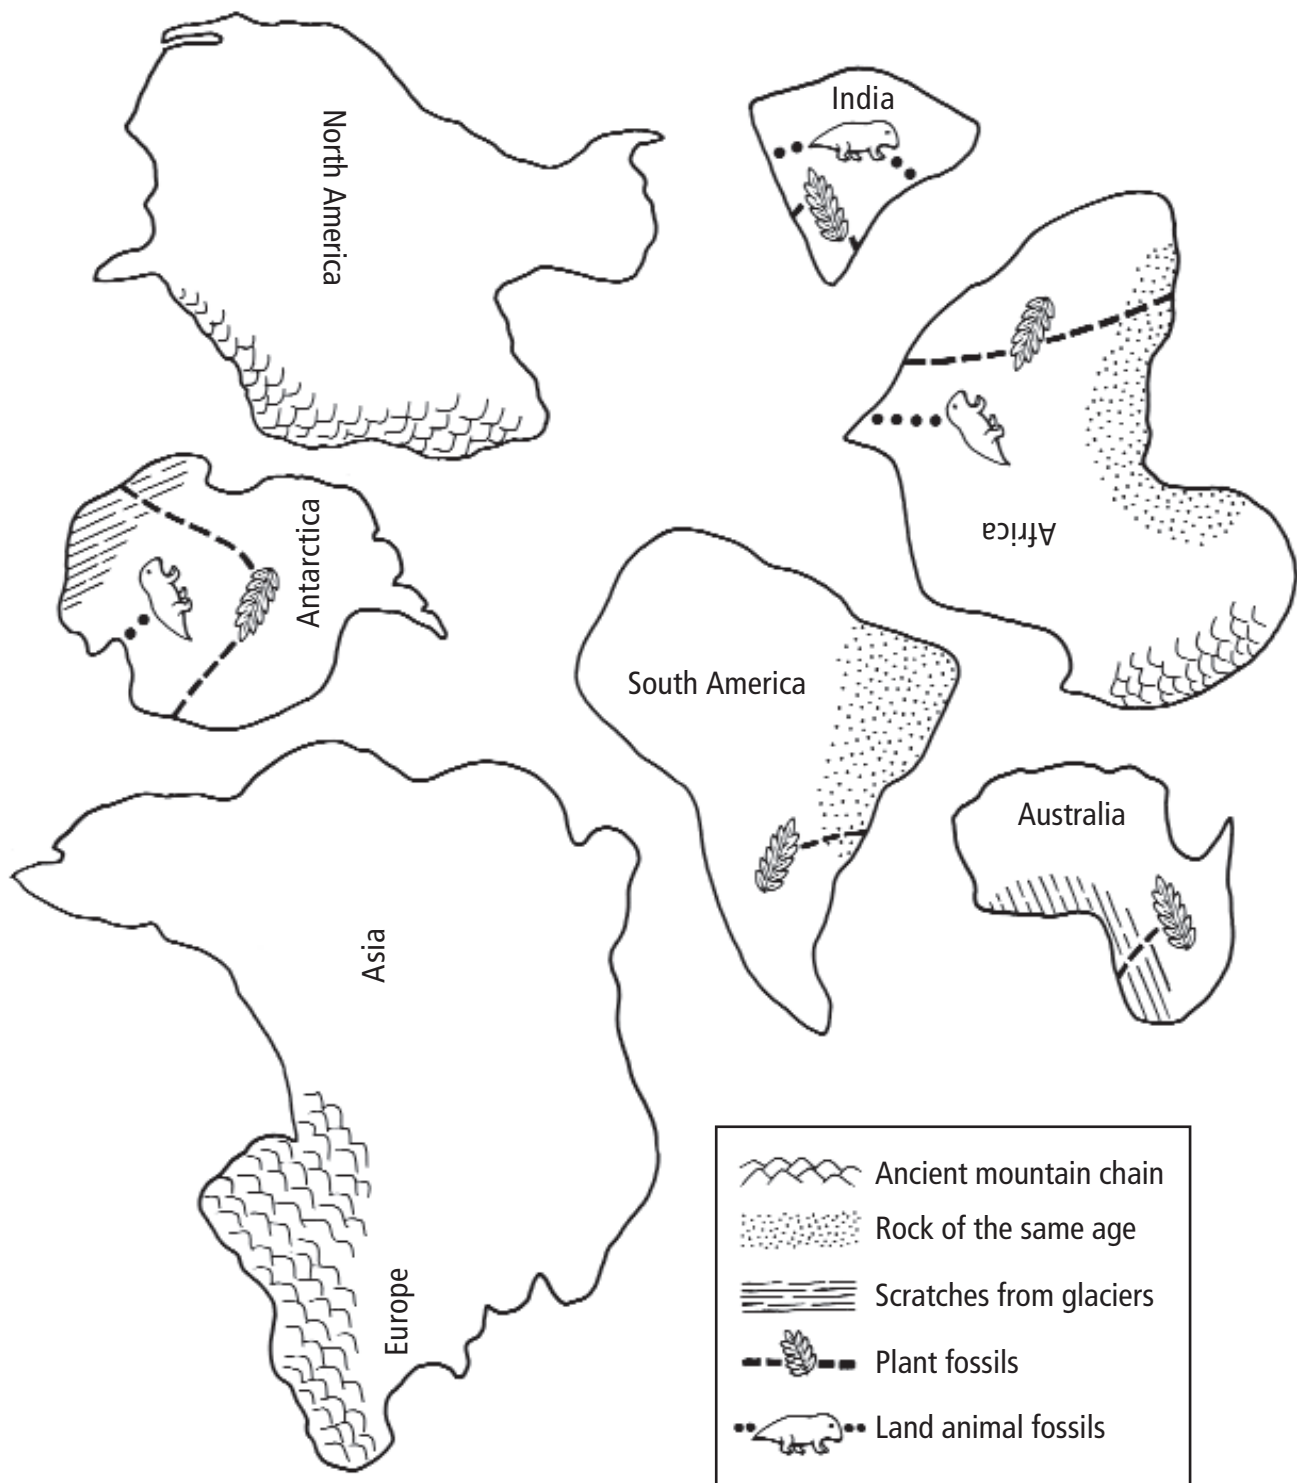 North America
India
Africa
Antarctica
South America
Australia
Asia
Europe
Ancient mountain chain
Rock of the same age
Scratches from glaciers
Plant fossils
Land animal fossils